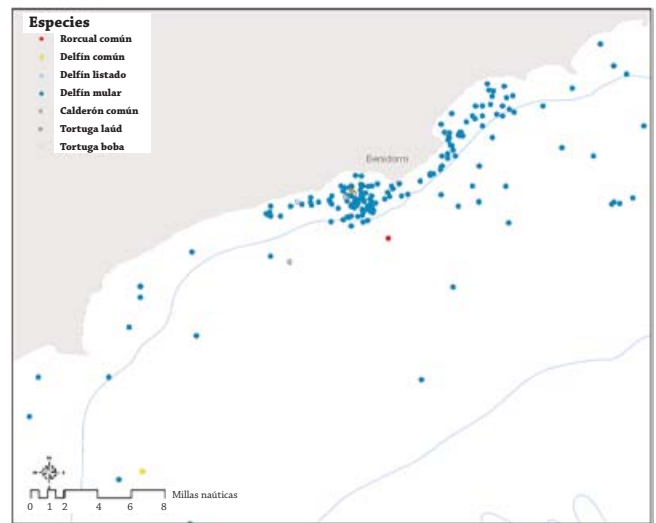 Especies
Rorcual común
Delfín común
Delfín listado
Delfín mular
Calderón común
Tortuga laúd
Tortuga boba
Benidorm
Millas naúticas
0 1 2 4 6 8